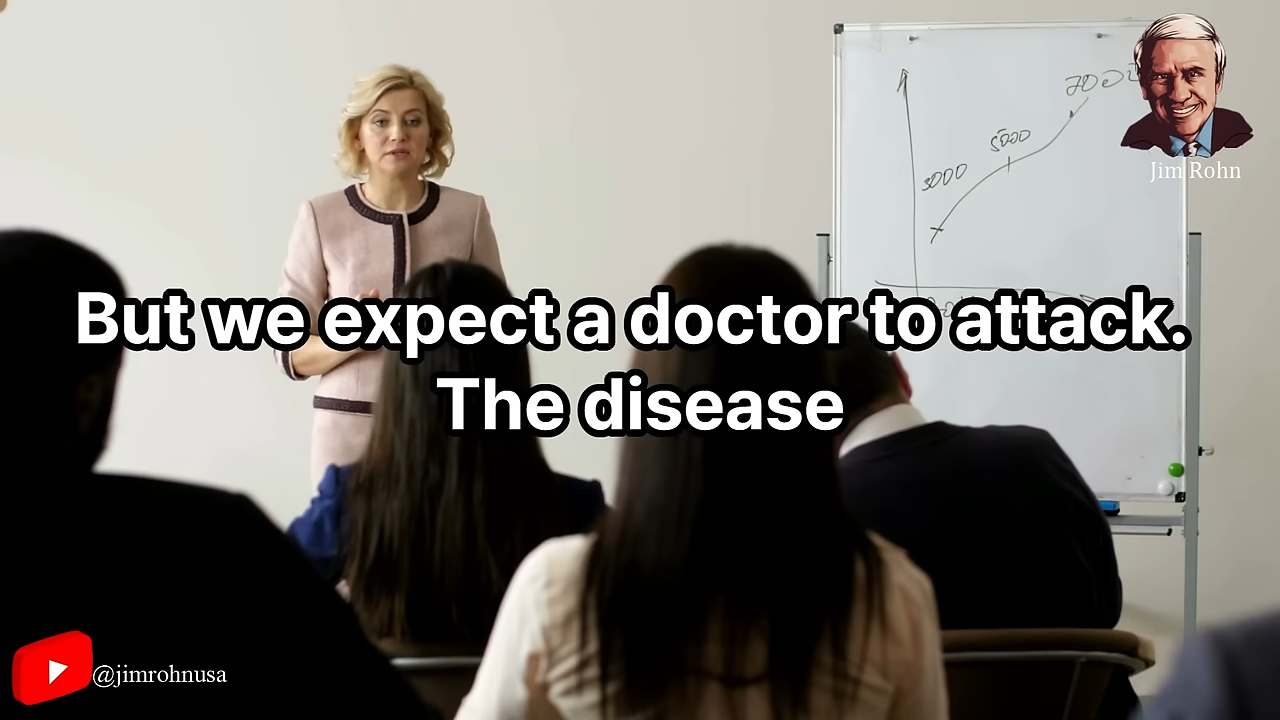 7000
5000
3000
Jim Rohn
But we expect a doctor to attack.
The disease
@jimrohnusa